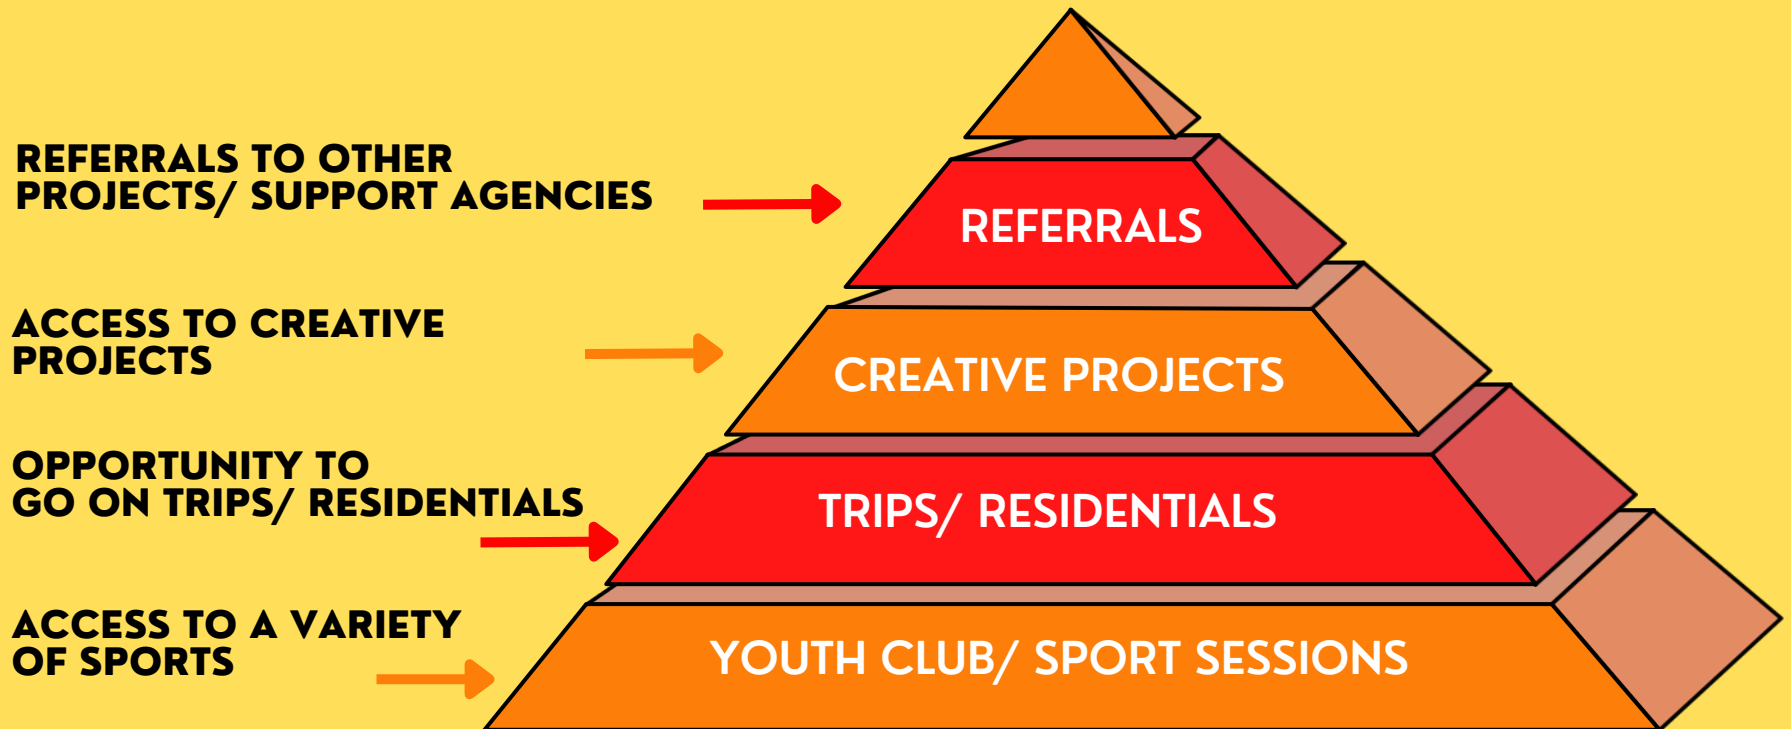 REFERRALS TO OTHER
PROJECTS/ SUPPORT AGENCIES
REFERRALS
ACCESS TO CREATIVE
PROJECTS
CREATIVE PROJECTS
OPPORTUNITY TO
GO ON TRIPS/ RESIDENTIALS
TRIPS/ RESIDENTIALS
ACCESS TO A VARIETY
OF SPORTS
YOUTH CLUB/ SPORT SESSIONS